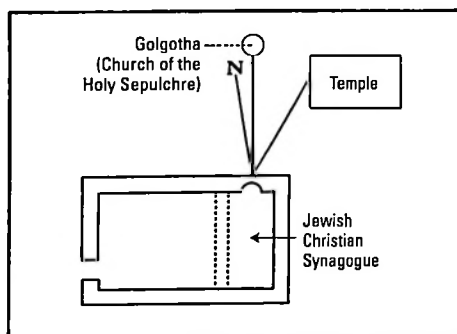 Golgotha
(Church of the
Holy Sepulchre)
N
Temple
Jewish
Christian
Synagogue